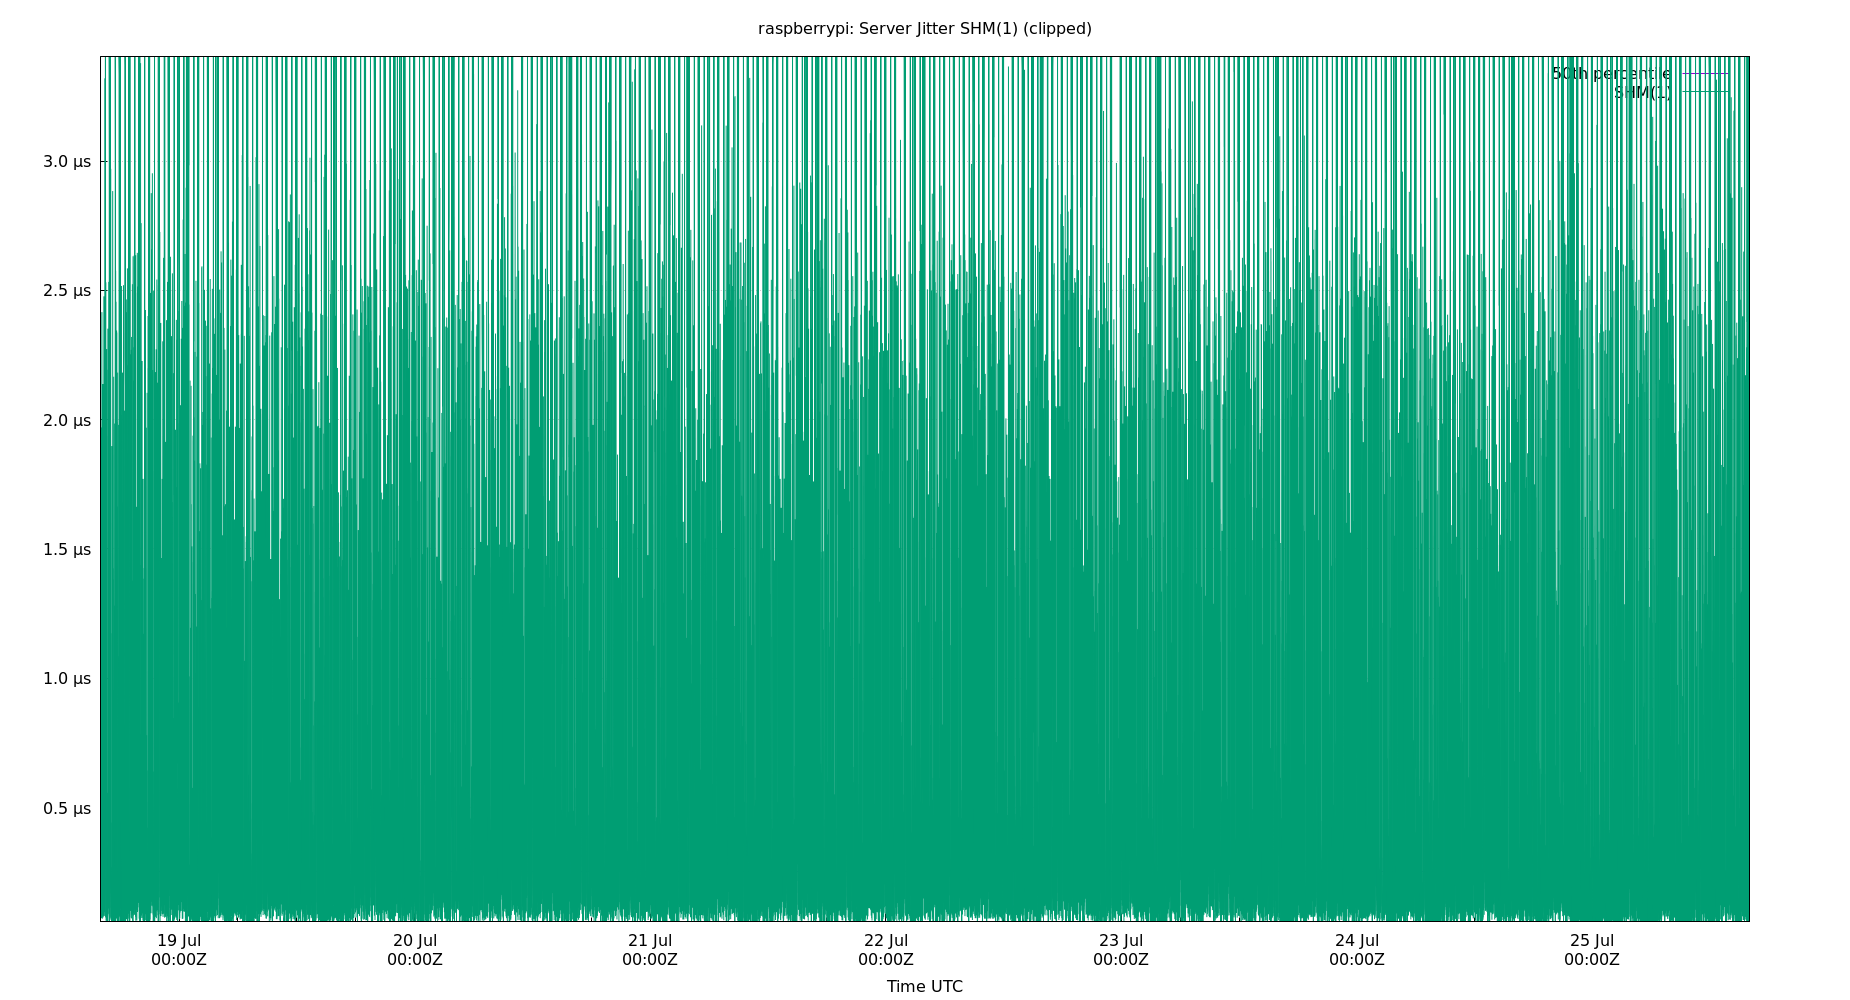 raspberrypi: Server Jitter SHM(1) (clipped)
50th percentile
SHM(1)
3.0 μs
2.5 μs
2.0 μs
1.5 μs
1.0 μs
0.5 μs
19 Jul 20 Jul 21 Jul 22 Jul 23 Jul 24 Jul 25 Jul
00:00Z 00:00Z 00:00Z 00:00Z 00:00Z 00:00Z 00:00Z
Time UTC